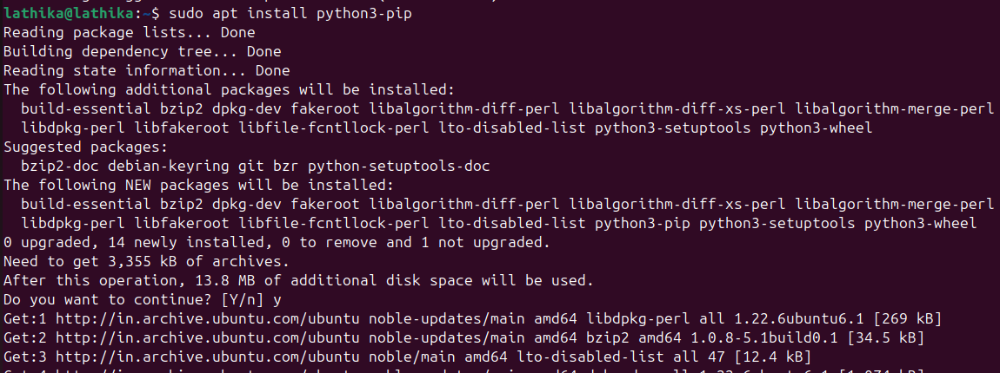 lathika@lathika:~$ sudo apt install python3-pip
Reading package lists... Done
Building dependency tree... Done
Reading state information... Done
The following additional packages will be installed:
  build-essential bzip2 dpkg-dev fakeroot libalgorithm-diff-perl libalgorithm-diff-xs-perl libalgorithm-merge-perl
  libdpkg-perl libfakeroot libfile-fcntllock-perl lto-disabled-list python3-setuptools python3-wheel
Suggested packages:
  bzip2-doc debian-keyring git bzr python-setuptools-doc
The following NEW packages will be installed:
  build-essential bzip2 dpkg-dev fakeroot libalgorithm-diff-perl libalgorithm-diff-xs-perl libalgorithm-merge-perl
  libdpkg-perl libfakeroot libfile-fcntllock-perl lto-disabled-list python3-pip python3-setuptools python3-wheel
0 upgraded, 14 newly installed, 0 to remove and 1 not upgraded.
Need to get 3,355 kB of archives.
After this operation, 13.8 MB of additional disk space will be used.
Do you want to continue? [Y/n] y
Get:1 http://in.archive.ubuntu.com/ubuntu noble-updates/main amd64 libdpkg-perl all 1.22.6ubuntu6.1 [269 kB]
Get:2 http://in.archive.ubuntu.com/ubuntu noble-updates/main amd64 bzip2 amd64 1.0.8-5.1build0.1 [34.5 kB]
Get:3 http://in.archive.ubuntu.com/ubuntu noble/main amd64 lto-disabled-list all 47 [12.4 kB]